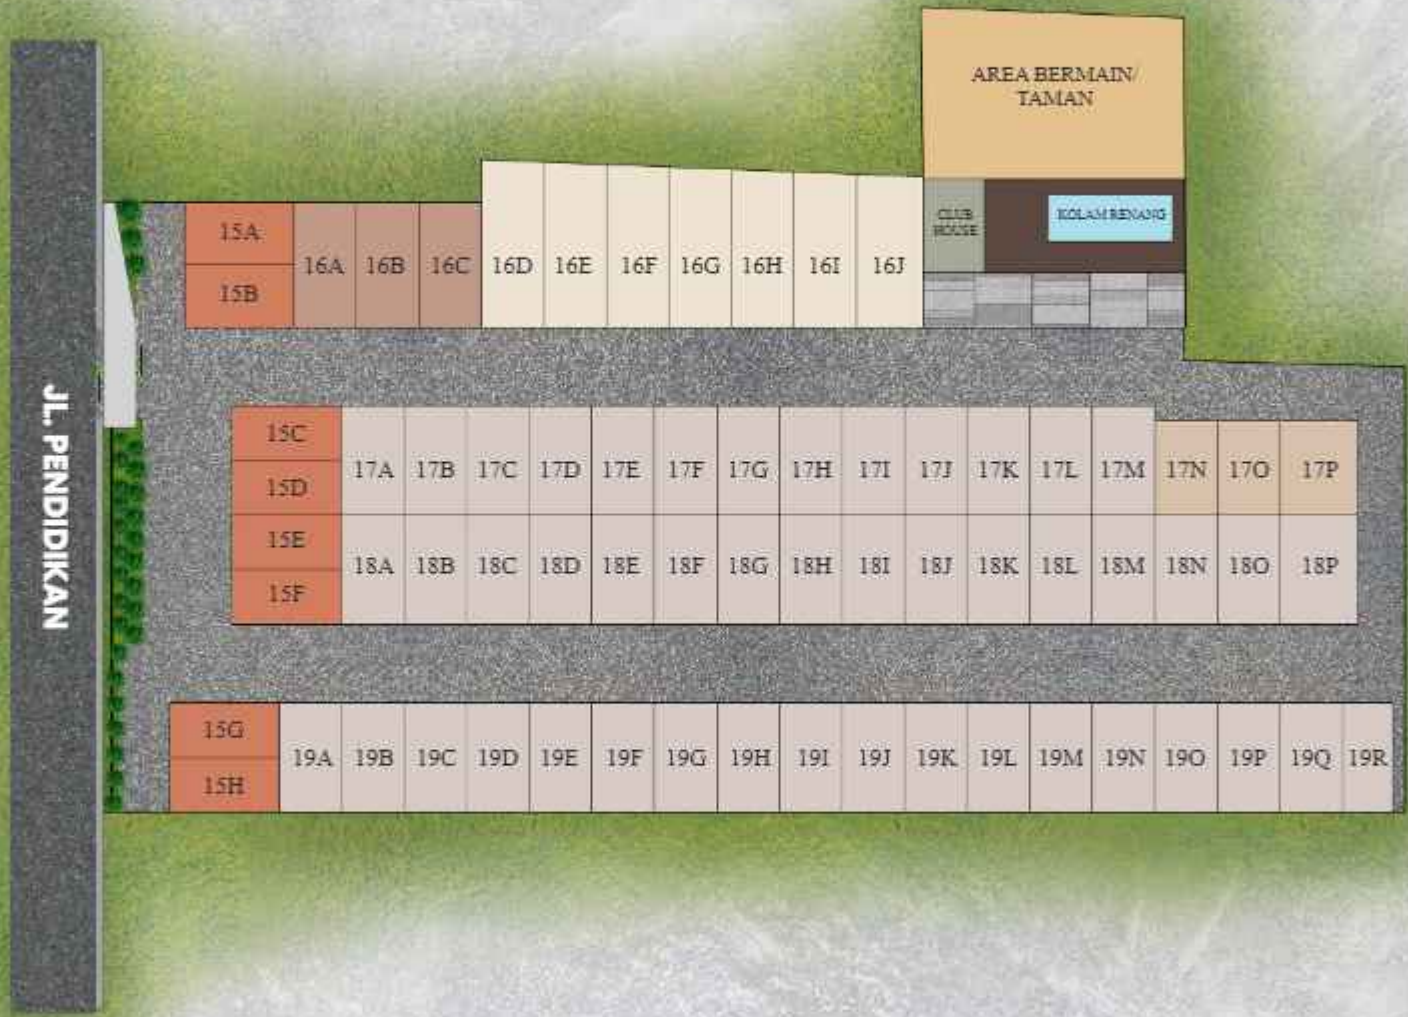 AREA BERMAIN/
TAMAN
CLUB
HOUSE
KOLAM RENANG
15A
15B
16A 16B 16C 16D 16E 16F 16G 16H 16I 16J
JL. PENDIDIKAN
15C
15D
17A 17B 17C 17D 17E 17F 17G 17H 17I 17J 17K 17L 17M 17N 17O 17P
15E
15F
18A 18B 18C 18D 18E 18F 18G 18H 18I 18J 18K 18L 18M 18N 18O 18P
15G
15H
19A 19B 19C 19D 19E 19F 19G 19H 19I 19J 19K 19L 19M 19N 19O 19P 19Q 19R